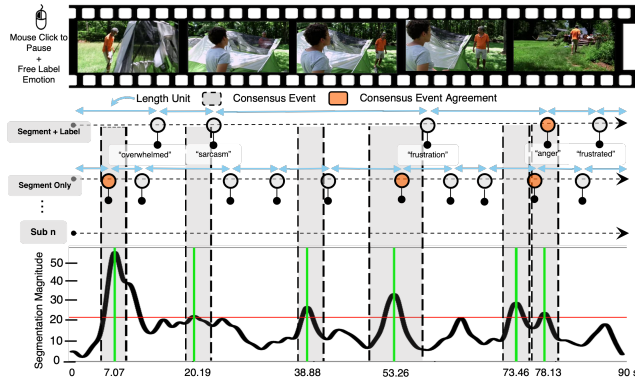 Mouse Click to
Pause
+
Free Label
Emotion
Length Unit
Consensus Event
Consensus Event Agreement
Segment + Label
"overwhelmed"
"sarcasm"
"frustration"
"anger"
"frustrated"
Segment Only
Sub n
Segmentation Magnitude
50
40
30
20
10
0
0 7.07 20.19 38.88 53.26 73.46 78.13 90 s